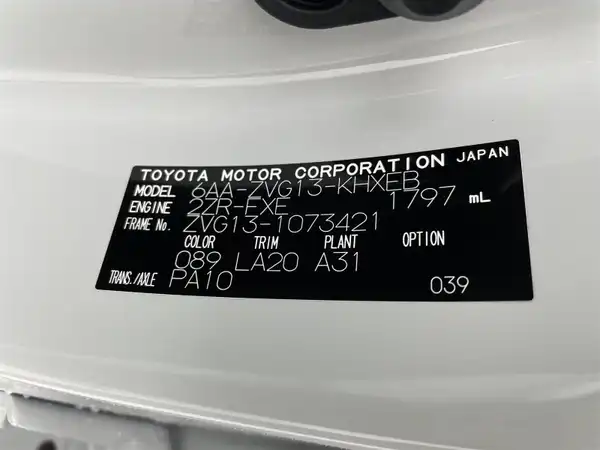 TOYOTA MOTOR CORPORATION JAPAN
MODEL 6AA-ZVG13-KHXEB
ENGINE 2ZR-FXE 1797 mL
FRAME No. ZVG13-1073421
COLOR TRIM PLANT OPTION
089 LA20 A31
TRANS./AXLE PA10 039